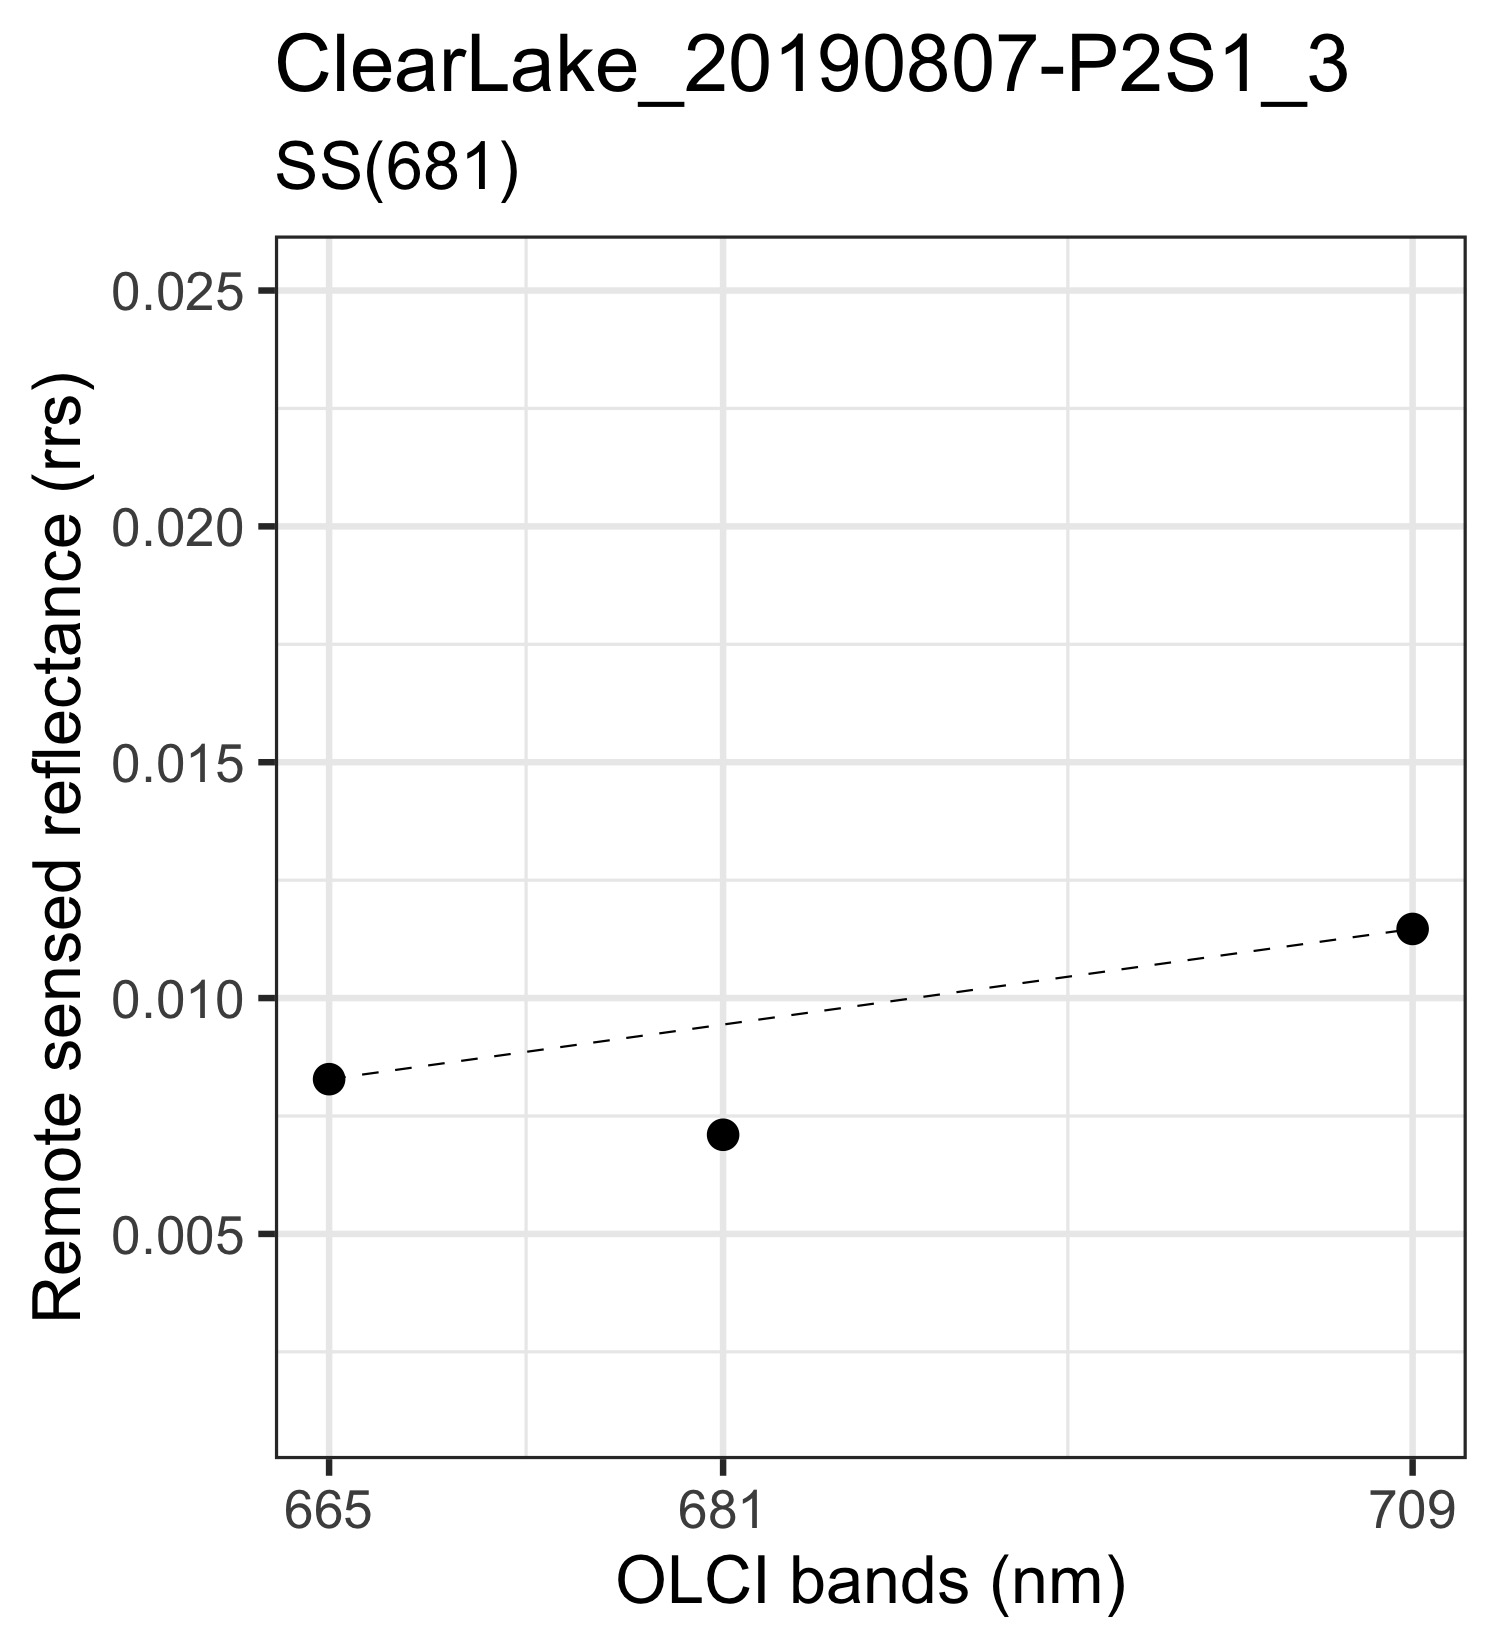 ClearLake_20190807-P2S1_3
SS(681)
Remote sensed reflectance (rrs)
0.025
0.020
0.015
0.010
0.005
665 681 709
OLCI bands (nm)